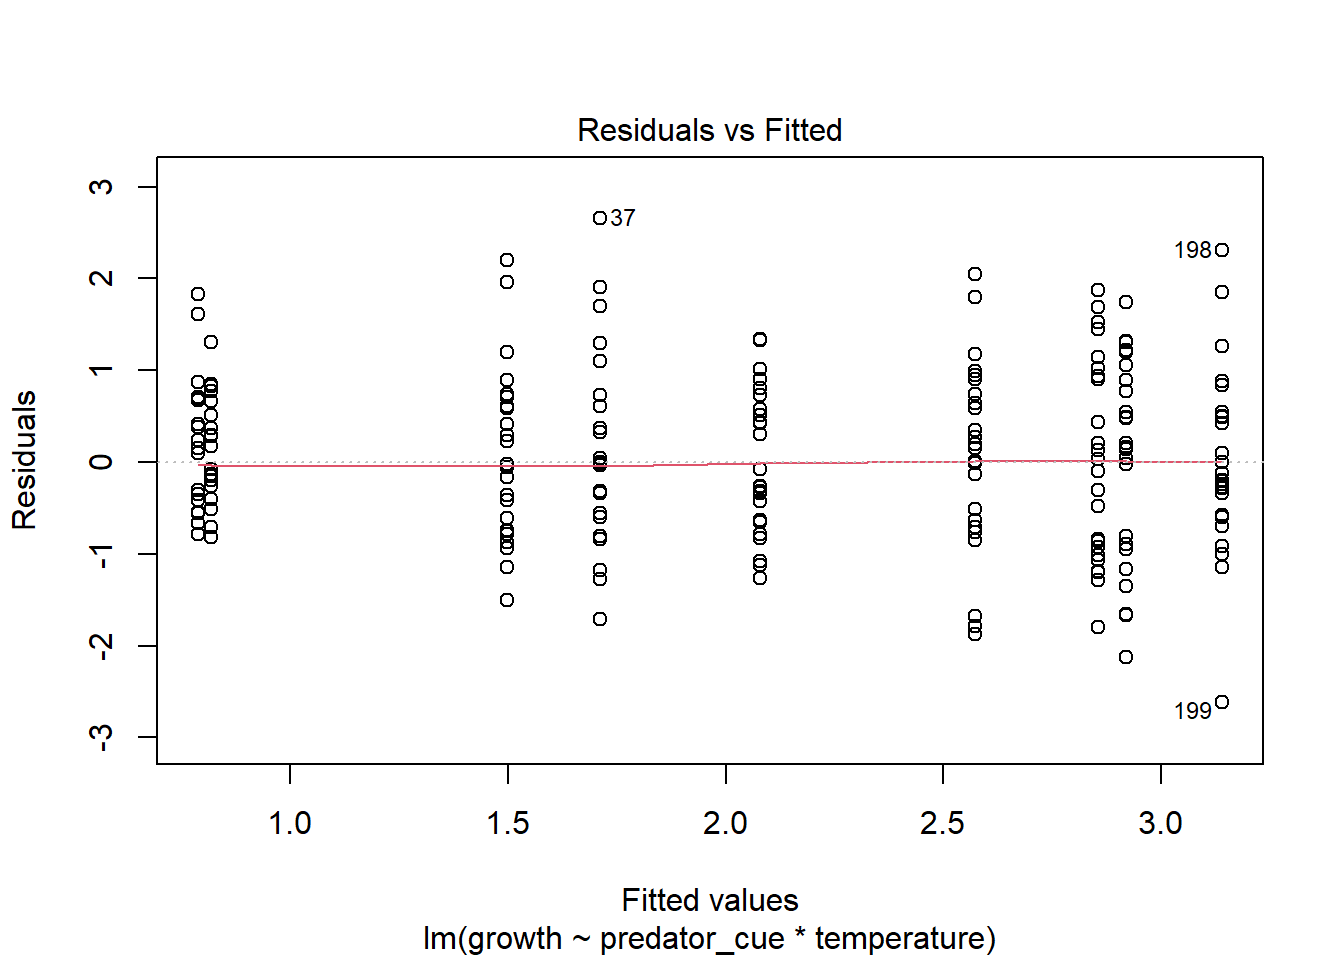 Residuals vs Fitted
3
2
1
0
-1
-2
-3
Residuals
37
198
199
1.0 1.5 2.0 2.5 3.0
Fitted values
lm(growth ~ predator_cue * temperature)